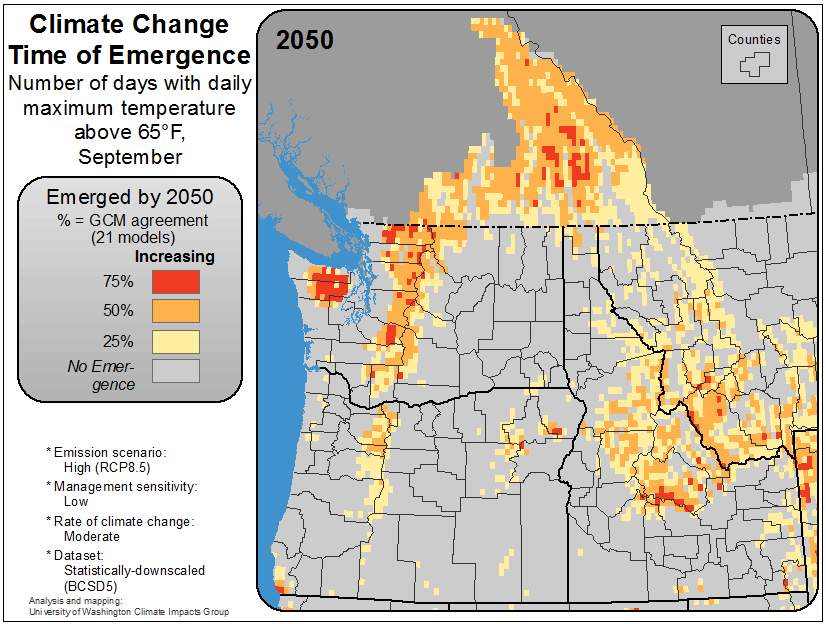 Climate Change
Time of Emergence
Number of days with daily
maximum temperature
above 65°F,
September
Emerged by 2050
% = GCM agreement
(21 models)
Increasing
75%
50%
25%
No Emer-
gence
* Emission scenario:
High (RCP8.5)
* Management sensitivity:
Low
* Rate of climate change:
Moderate
* Dataset:
Statistically-downscaled
(BCSD5)
Analysis and mapping:
University of Washington Climate Impacts Group
2050
Counties